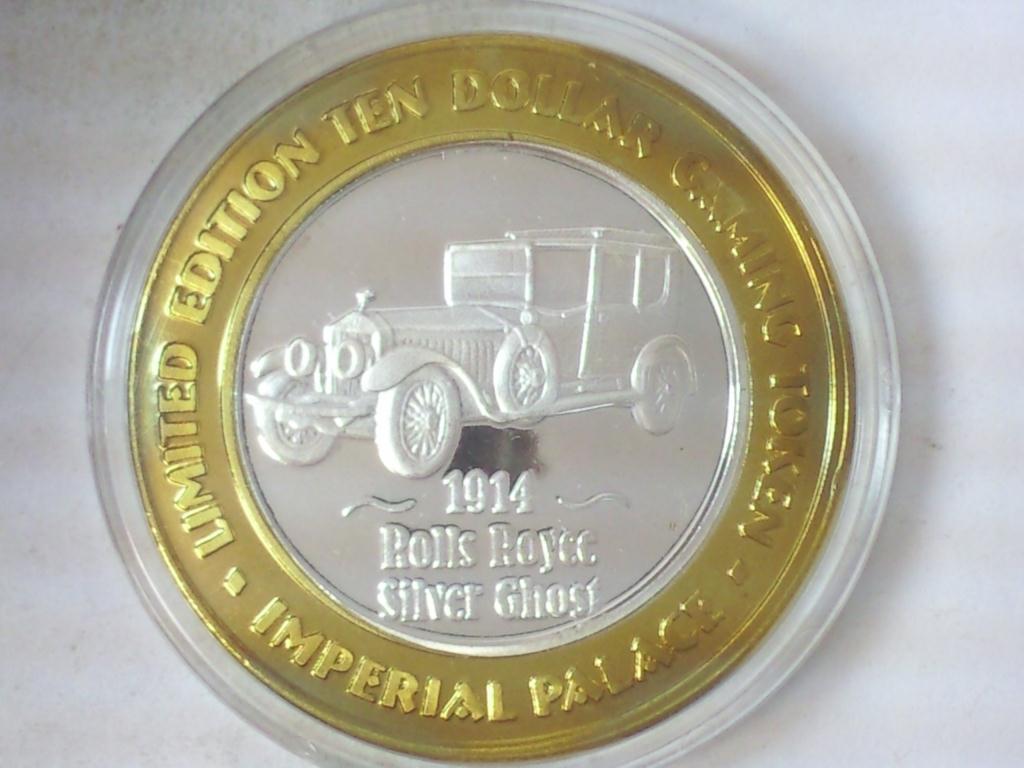 LIMITED EDITION TEN DOLLAR GAMING TOKEN
IMPERIAL PALACE
1914
Rolls Royce
Silver Ghost